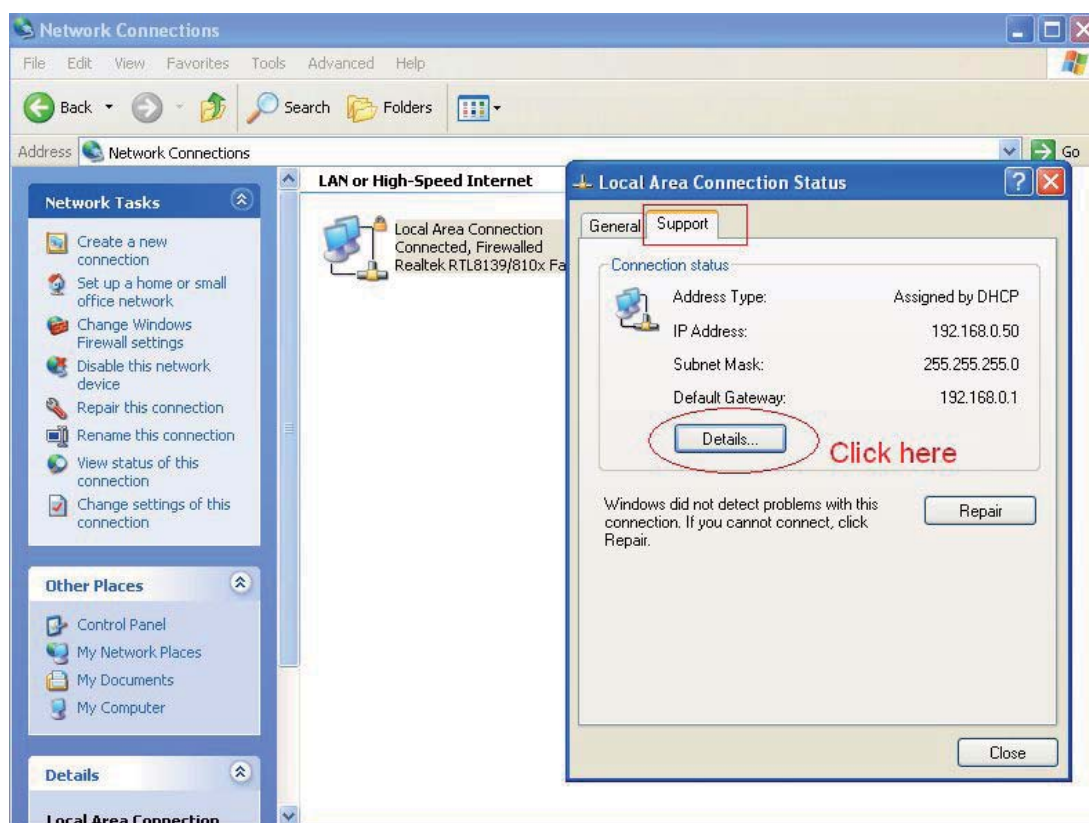 Network Connections
File Edit View Favorites Tools Advanced Help
Back Search Folders
Address Network Connections Go
Network Tasks
Create a new
connection
Set up a home or small
office network
Change Windows
Firewall settings
Disable this network
device
Repair this connection
Rename this connection
View status of this
connection
Change settings of this
connection
Other Places
Control Panel
My Network Places
My Documents
My Computer
Details
Local Area Connection
LAN or High-Speed Internet
Local Area Connection
Connected, Firewalled
Realtek RTL8139/810x Fa
Local Area Connection Status
General Support
Connection status
Address Type: Assigned by DHCP
IP Address: 192.168.0.50
Subnet Mask: 255.255.255.0
Default Gateway: 192.168.0.1
Details...
Click here
Windows did not detect problems with this
connection. If you cannot connect, click
Repair.
Repair
Close